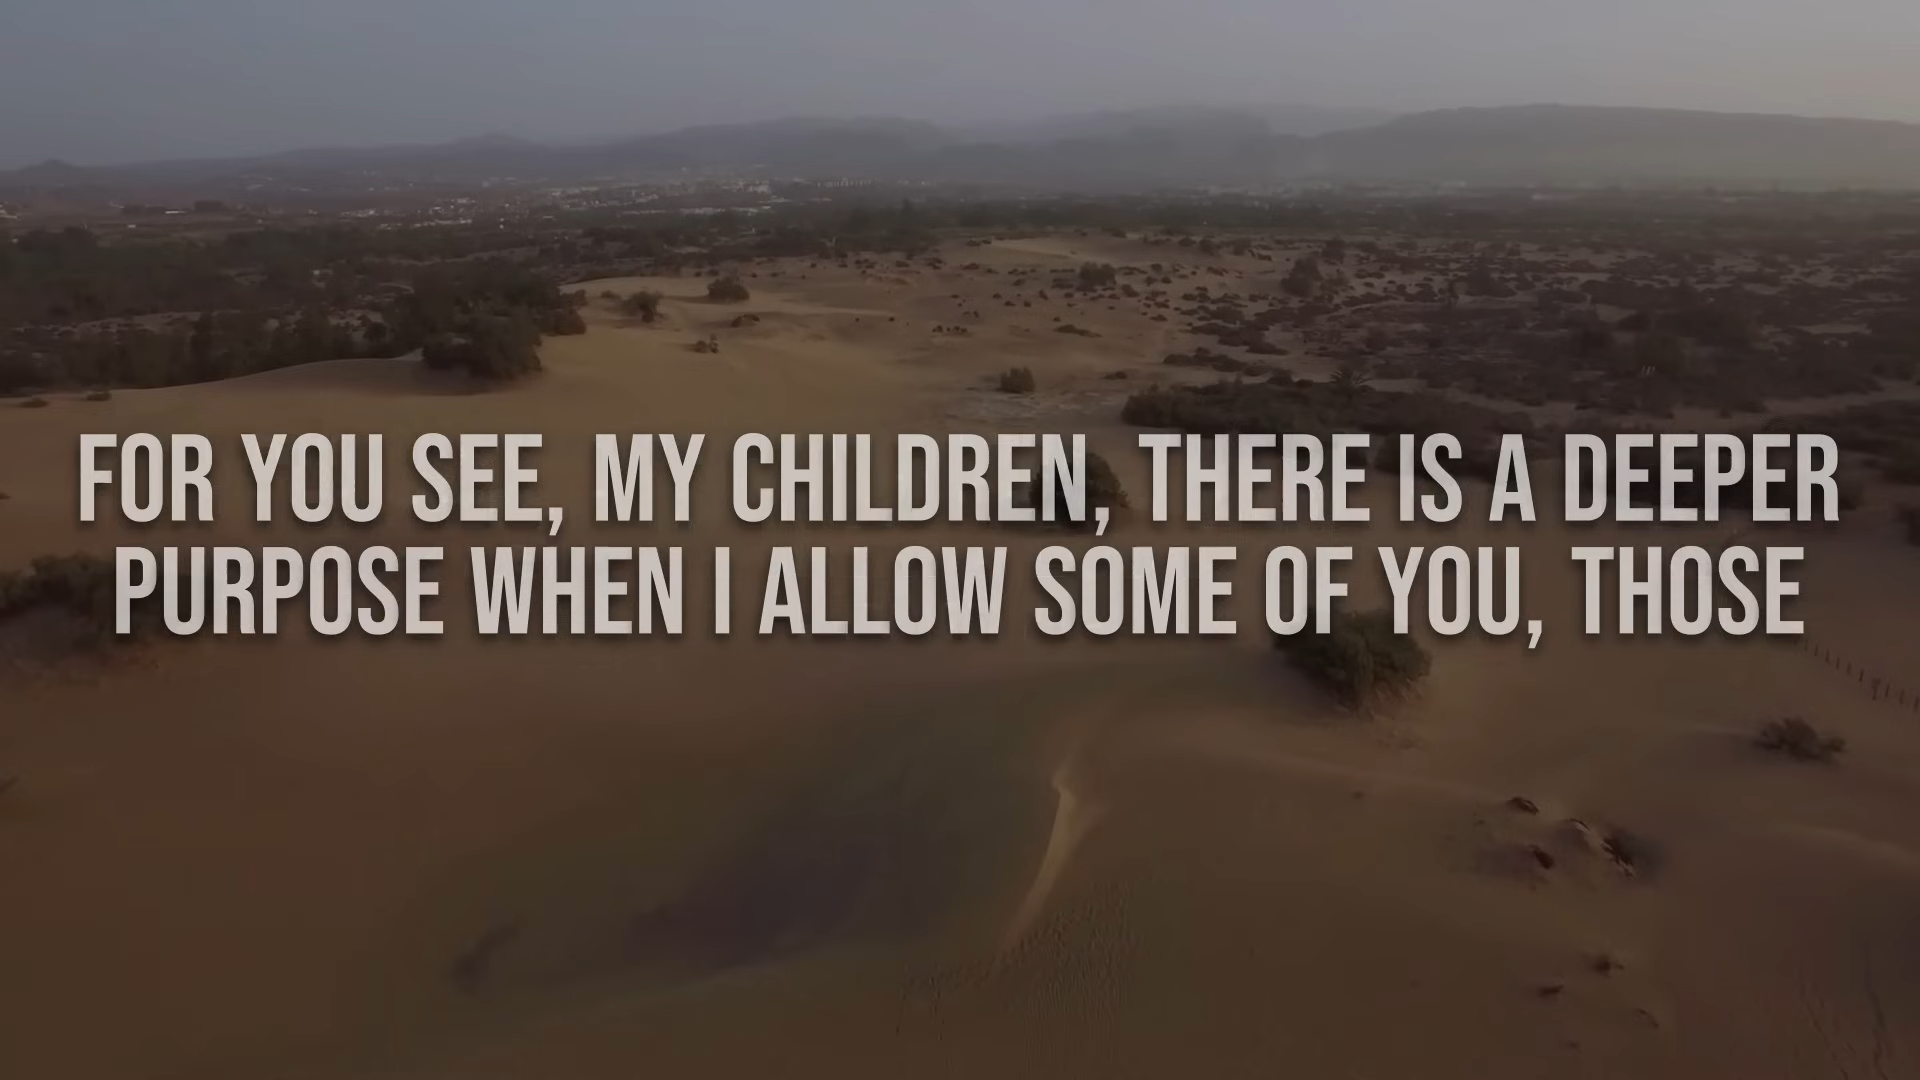 FOR YOU SEE, MY CHILDREN, THERE IS A DEEPER
PURPOSE WHEN I ALLOW SOME OF YOU, THOSE